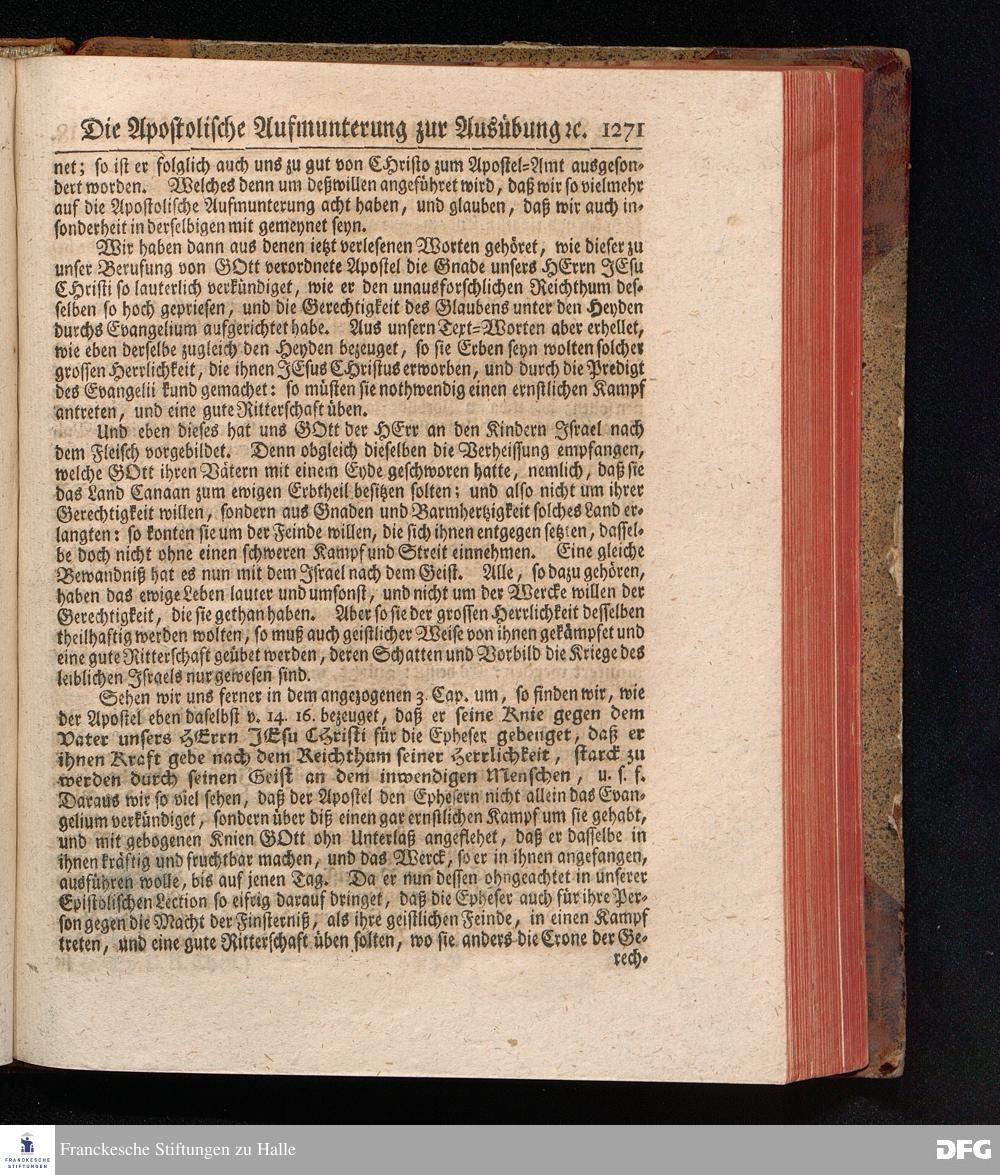 Die Apostolische Aufmunterung zur Ausübung ꝛc. 1271
net; so ist er folglich auch uns zu gut von CHristo zum Apostel-Amt ausgeson-
dert worden. Welches denn um deßwillen angeführet wird, daß wir so vielmehr
auf die Apostolische Aufmunterung acht haben, und glauben, daß wir auch in-
sonderheit in derselbigen mit gemeynet seyn.
Wir haben dann aus denen ietzt verlesenen Worten gehöret, wie dieser zu
unser Berufung von GOtt verordnete Apostel die Gnade unsers HErrn JEsu
CHristi so lauterlich verkündiget, wie er den unausforschlichen Reichthum des-
selben so hoch gepriesen, und die Gerechtigkeit des Glaubens unter den Heyden
durchs Evangelium aufgerichtet habe. Aus unsern Text-Worten aber erhellet,
wie eben derselbe zugleich den Heyden bezeuget, so sie Erben seyn wolten solcher
grossen Herrlichkeit, die ihnen JEsus CHristus erworben, und durch die Predigt
des Evangelii kund gemachet: so müsten sie nothwendig einen ernstlichen Kampf
antreten, und eine gute Ritterschaft üben.
Und eben dieses hat uns GOtt der HErr an den Kindern Israel nach
dem Fleisch vorgebildet. Denn obgleich dieselben die Verheissung empfangen,
welche GOtt ihren Vätern mit einem Eyde geschworen hatte, nemlich, daß sie
das Land Canaan zum ewigen Erbtheil besitzen solten; und also nicht um ihrer
Gerechtigkeit willen, sondern aus Gnaden und Barmhertzigkeit solches Land er-
langten: so konten sie um der Feinde willen, die sich ihnen entgegen setzten, dassel-
be doch nicht ohne einen schweren Kampf und Streit einnehmen. Eine gleiche
Bewandniß hat es nun mit dem Israel nach dem Geist. Alle, so dazu gehören,
haben das ewige Leben lauter und umsonst, und nicht um der Wercke willen der
Gerechtigkeit, die sie gethan haben. Aber so sie der grossen Herrlichkeit desselben
theilhaftig werden wolten, so muß auch geistlicher Weise von ihnen gekämpfet und
eine gute Ritterschaft geübet werden, deren Schatten und Vorbild die Kriege des
leiblichen Israels nur gewesen sind.
Sehen wir uns ferner in dem angezogenen 3. Cap. um, so finden wir, wie
der Apostel eben daselbst v. 14. 16. bezeuget, daß er seine Knie gegen dem
Vater unsers HErrn JEsu CHristi für die Epheser gebeuget, daß er
ihnen Kraft gebe nach dem Reichthum seiner Herrlichkeit, starck zu
werden durch seinen Geist an dem inwendigen Menschen, u. s. f.
Daraus wir so viel sehen, daß der Apostel den Ephesern nicht allein das Evan-
gelium verkündiget, sondern über diß einen gar ernstlichen Kampf um sie gehabt,
und mit gebogenen Knien GOtt ohn Unterlaß angeflehet, daß er dasselbe in
ihnen kräftig und fruchtbar machen, und das Werck, so er in ihnen angefangen,
ausführen wolle, bis auf jenen Tag. Da er nun dessen ohngeachtet in unserer
Epistolischen Lection so eifrig darauf dringet, daß die Epheser auch für ihre Per-
son gegen die Macht der Finsterniß, als ihre geistlichen Feinde, in einen Kampf
treten, und eine gute Ritterschaft üben solten, wo sie anders die Crone der Ge-
rech-
FRANCKESCHE
STIFTUNGEN
Franckesche Stiftungen zu Halle
DFG